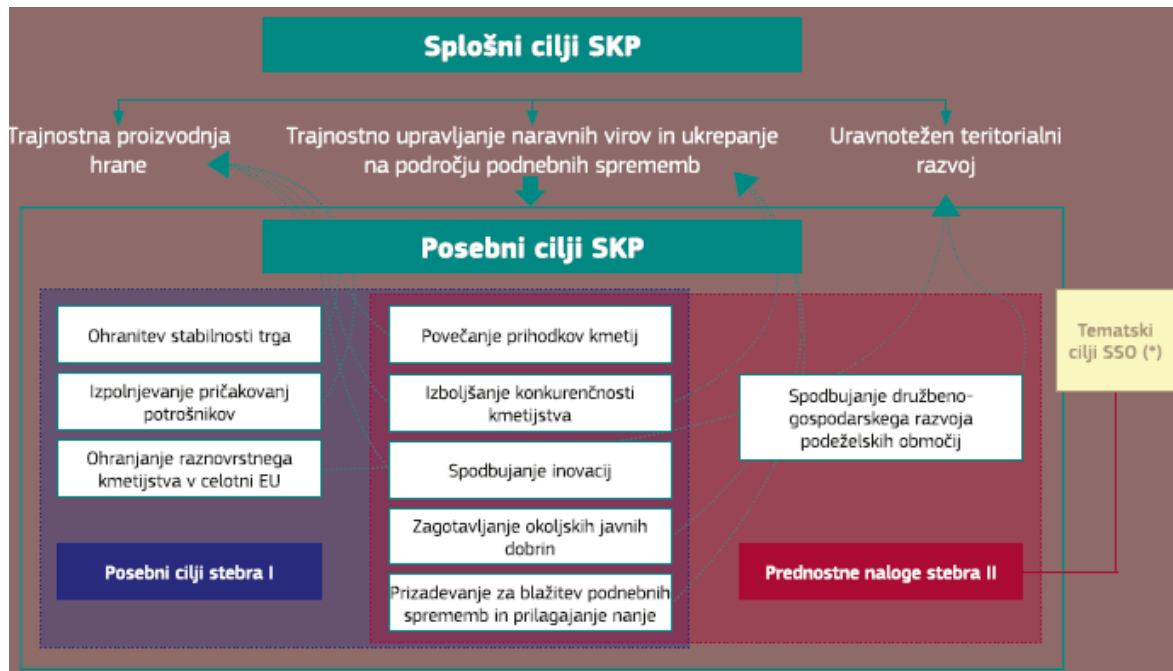 Splošni cilji SKP
Trajnostna proizvodnja
hrane
Trajnostno upravljanje naravnih virov in ukrepanje
na področju podnebnih sprememb
Uravnotežen teritorialni
razvoj
Posebni cilji SKP
Ohranitev stabilnosti trga
Izpolnjevanje pričakovanj
potrošnikov
Ohranjanje raznovrstnega
kmetijstva v celotni EU
Posebni cilji stebra I
Povečanje prihodkov kmetij
Izboljšanje konkurenčnosti
kmetijstva
Spodbujanje inovacij
Zagotavljanje okoljskih javnih
dobrin
Prizadevanje za blažitev podnebnih
sprememb in prilagajanje nanje
Spodbujanje družbeno-
gospodarskega razvoja
podeželskih območij
Prednostne naloge stebra II
Tematski
cilji SSO (*)